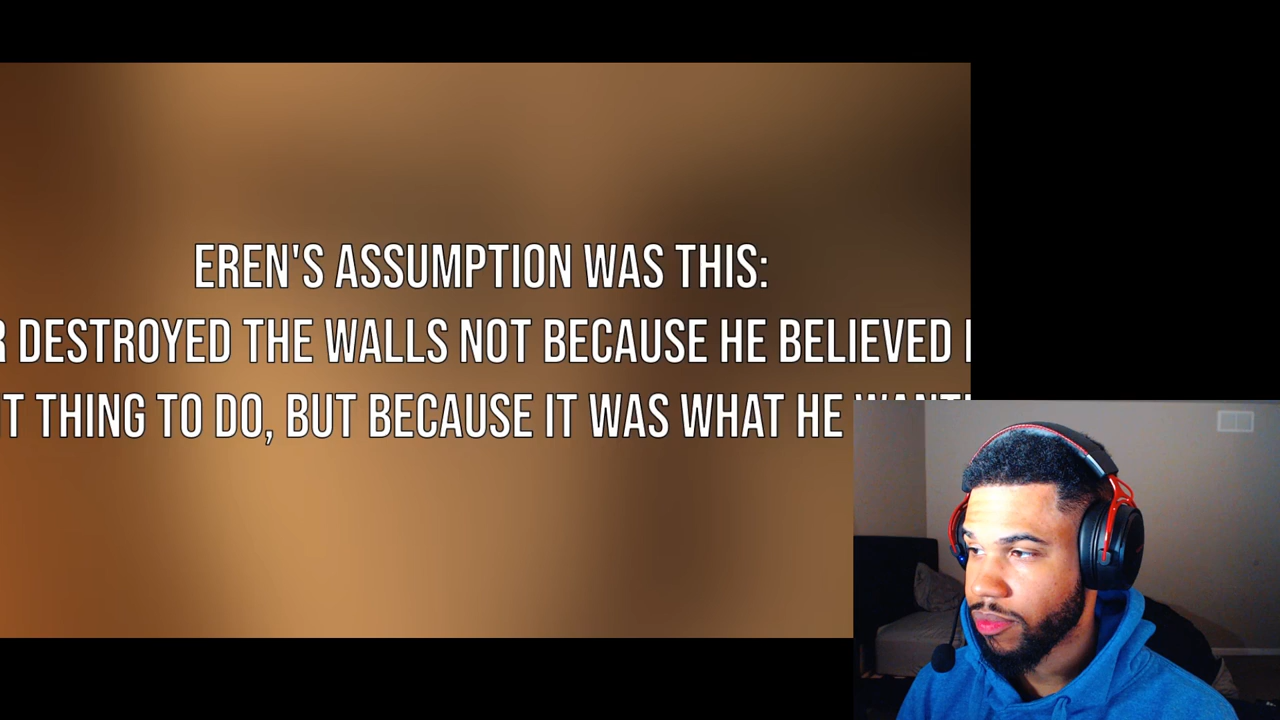 EREN'S ASSUMPTION WAS THIS:
DESTROYED THE WALLS NOT BECAUSE HE BELIEVED
THING TO DO, BUT BECAUSE IT WAS WHAT HE